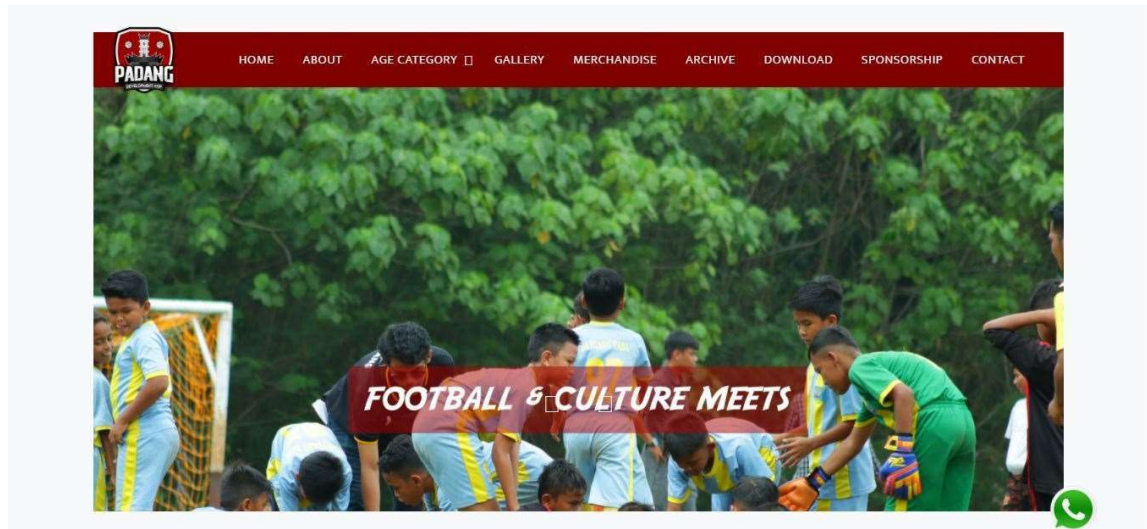 PADANG
HOME ABOUT AGE CATEGORY GALLERY MERCHANDISE ARCHIVE DOWNLOAD SPONSORSHIP CONTACT
FOOTBALL & CULTURE MEETS